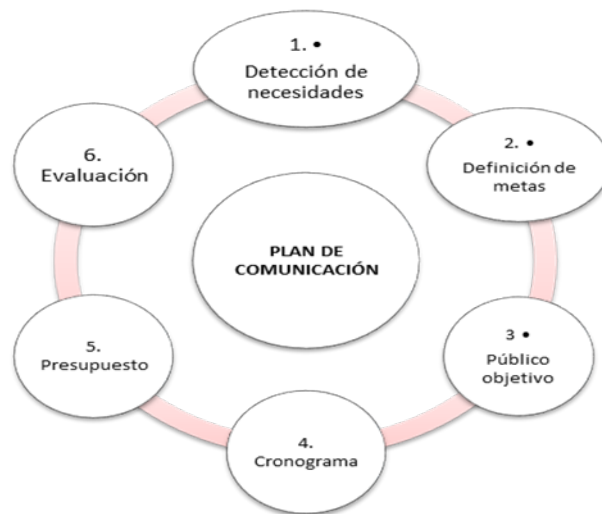 1. •
Detección de
necesidades
2. •
Definición de
metas
3 •
Público
objetivo
4.
Cronograma
5.
Presupuesto
6.
Evaluación
PLAN DE
COMUNICACIÓN